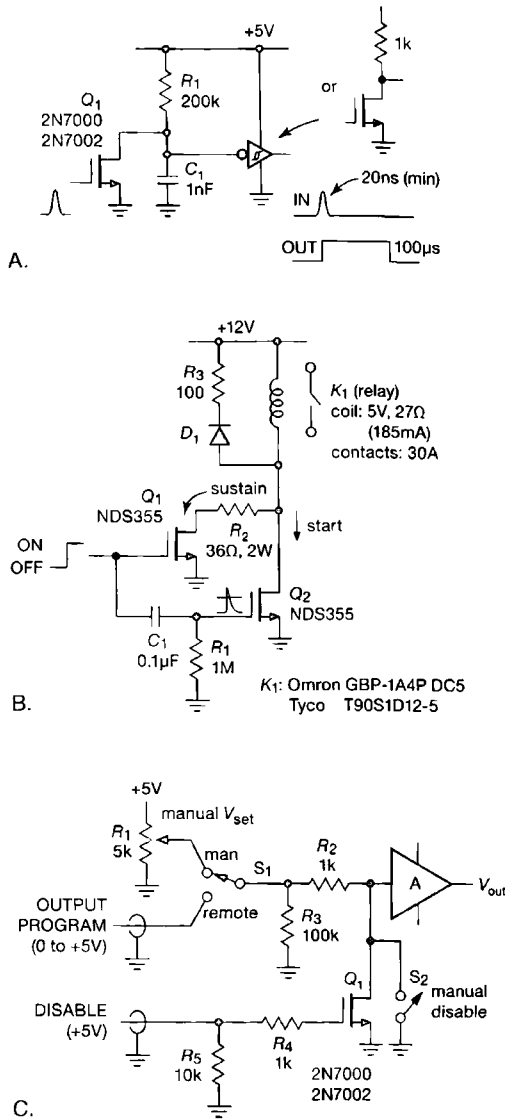 +5V
R1
200k
Q1
2N7000
2N7002
C1
1nF
or
1k
20ns (min)
IN
OUT
100µs
A.
+12V
R3
100
D1
K1 (relay)
coil: 5V, 27Ω
(185mA)
contacts: 30A
Q1
NDS355
sustain
R2
36Ω, 2W
start
ON
OFF
Q2
NDS355
C1
0.1µF
R1
1M
K1: Omron GBP-1A4P DC5
Tyco T90S1D12-5
B.
+5V
manual Vset
R1
5k
man
S1
R2
1k
A
Vout
OUTPUT
PROGRAM
(0 to +5V)
remote
R3
100k
Q1
S2
manual
disable
DISABLE
(+5V)
R5
10k
R4
1k
2N7000
2N7002
C.